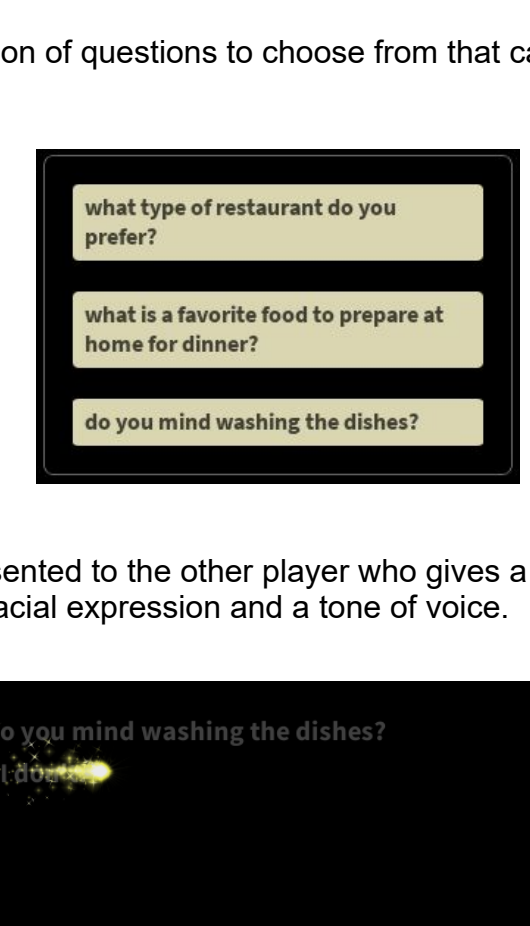 on of questions to choose from that ca
what type of restaurant do you
prefer?
what is a favorite food to prepare at
home for dinner?
do you mind washing the dishes?
sented to the other player who gives a
acial expression and a tone of voice.
o you mind washing the dishes?
I